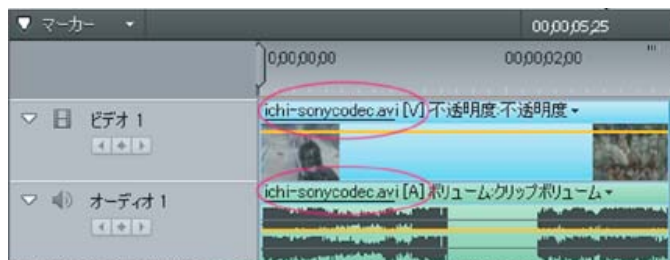 マーカー
00;00;05;25
0;00;00;00
00;00;02;00
ビデオ 1
ichi-sonycodec.avi [V] 不透明度:不透明度
オーディオ 1
ichi-sonycodec.avi [A] ボリューム:クリップボリューム